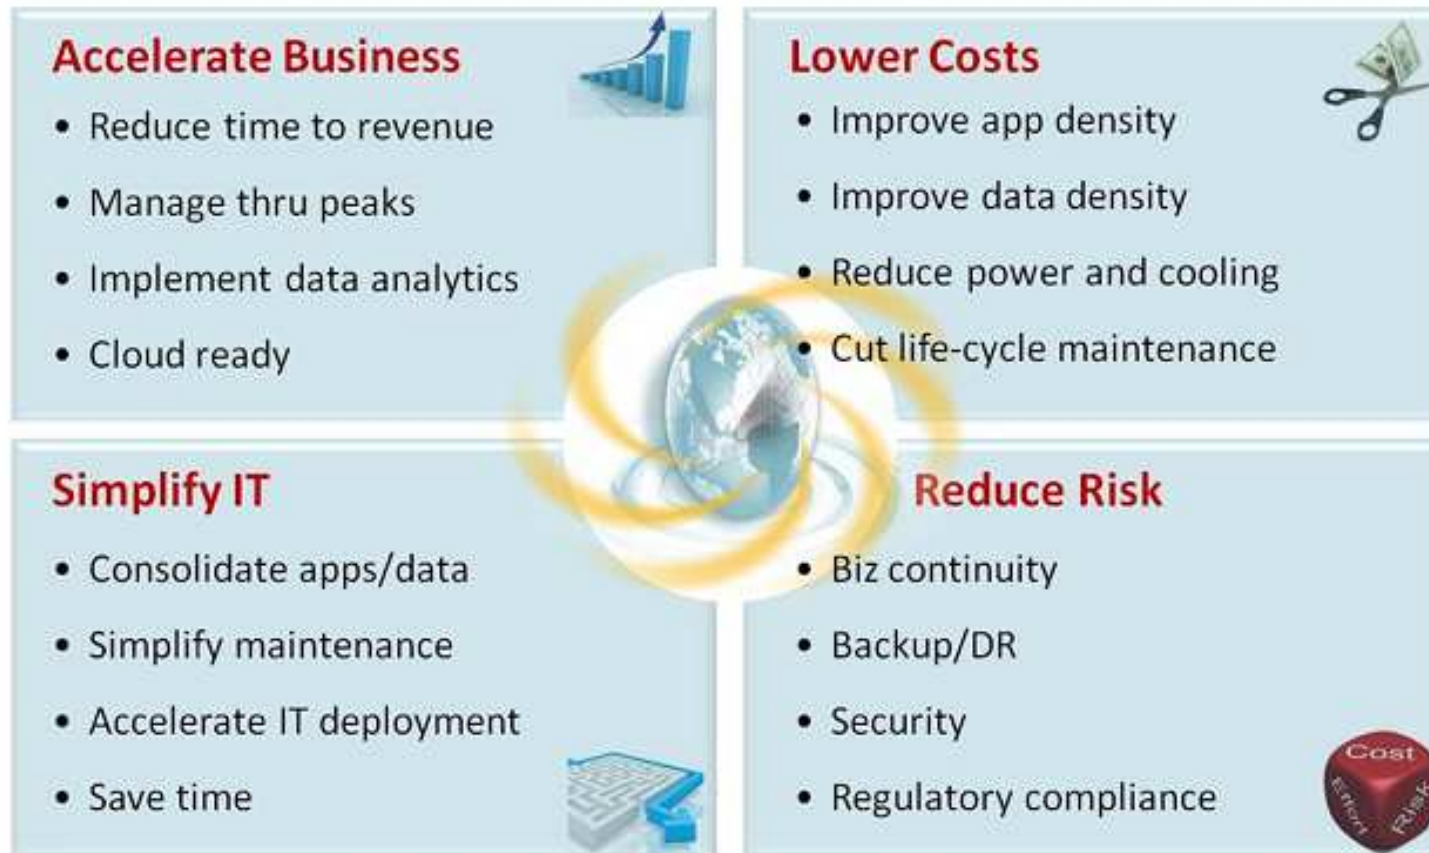 Accelerate Business
• Reduce time to revenue
• Manage thru peaks
• Implement data analytics
• Cloud ready
Lower Costs
• Improve app density
• Improve data density
• Reduce power and cooling
• Cut life-cycle maintenance
Simplify IT
• Consolidate apps/data
• Simplify maintenance
• Accelerate IT deployment
• Save time
Reduce Risk
• Biz continuity
• Backup/DR
• Security
• Regulatory compliance
Cost
Effort
Risk